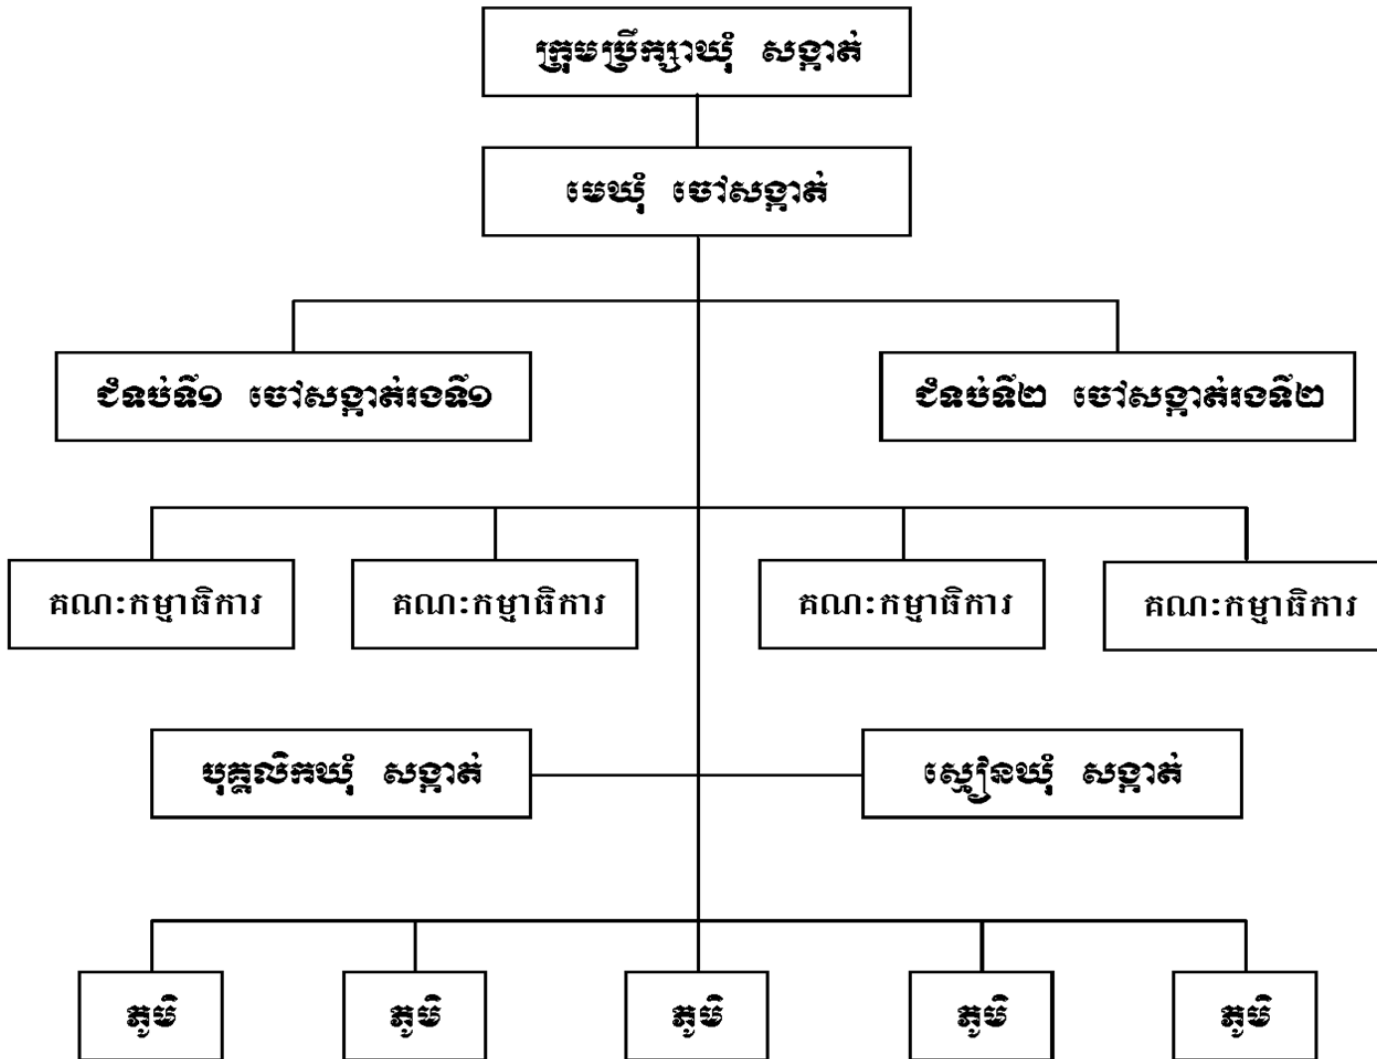 ក្រុមប្រឹក្សាឃុំ សង្កាត់
មេឃុំ ចៅសង្កាត់
ជំទប់ទី១ ចៅសង្កាត់រងទី១
ជំទប់ទី២ ចៅសង្កាត់រងទី២
គណៈកម្មាធិការ
គណៈកម្មាធិការ
គណៈកម្មាធិការ
គណៈកម្មាធិការ
បុគ្គលិកឃុំ សង្កាត់
ស្មៀនឃុំ សង្កាត់
ភូមិ
ភូមិ
ភូមិ
ភូមិ
ភូមិ